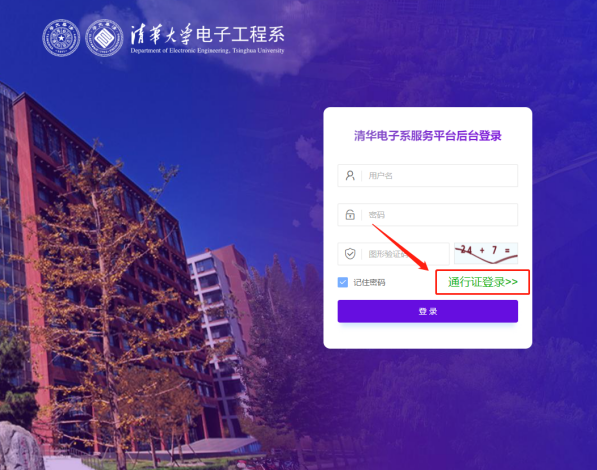 清华大学电子工程系
Department of Electronic Engineering, Tsinghua University
清华电子系服务平台后台登录
用户名
密码
图形验证码
24 + 7 =
记住密码
通行证登录>>
登录